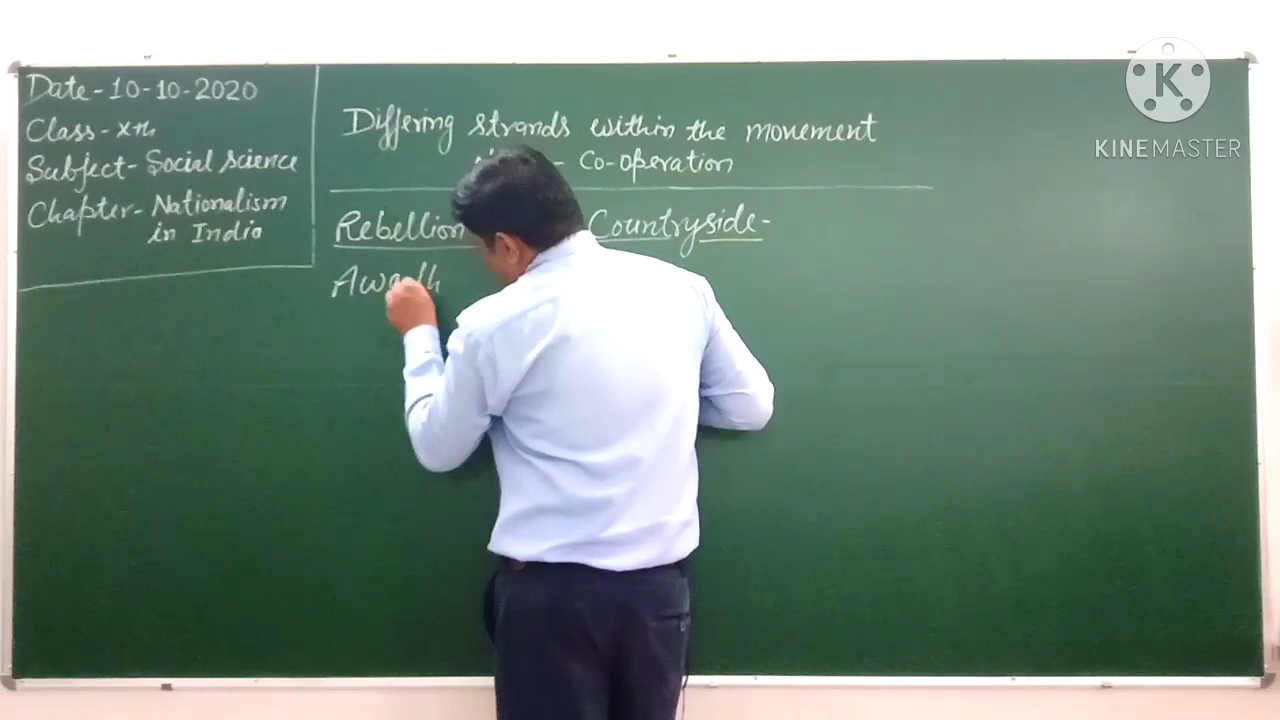 Date - 10-10-2020
Class - Xth
Subject - Social science
Chapter - Nationalism
in India
Differing strands within the movement
- Co-operation
Rebellion Countryside -
K
KINEMASTER